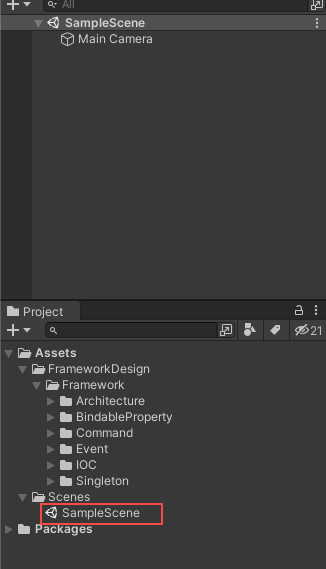 All
SampleScene
Main Camera
Project
21
Assets
FrameworkDesign
Framework
Architecture
BindableProperty
Command
Event
IOC
Singleton
Scenes
SampleScene
Packages